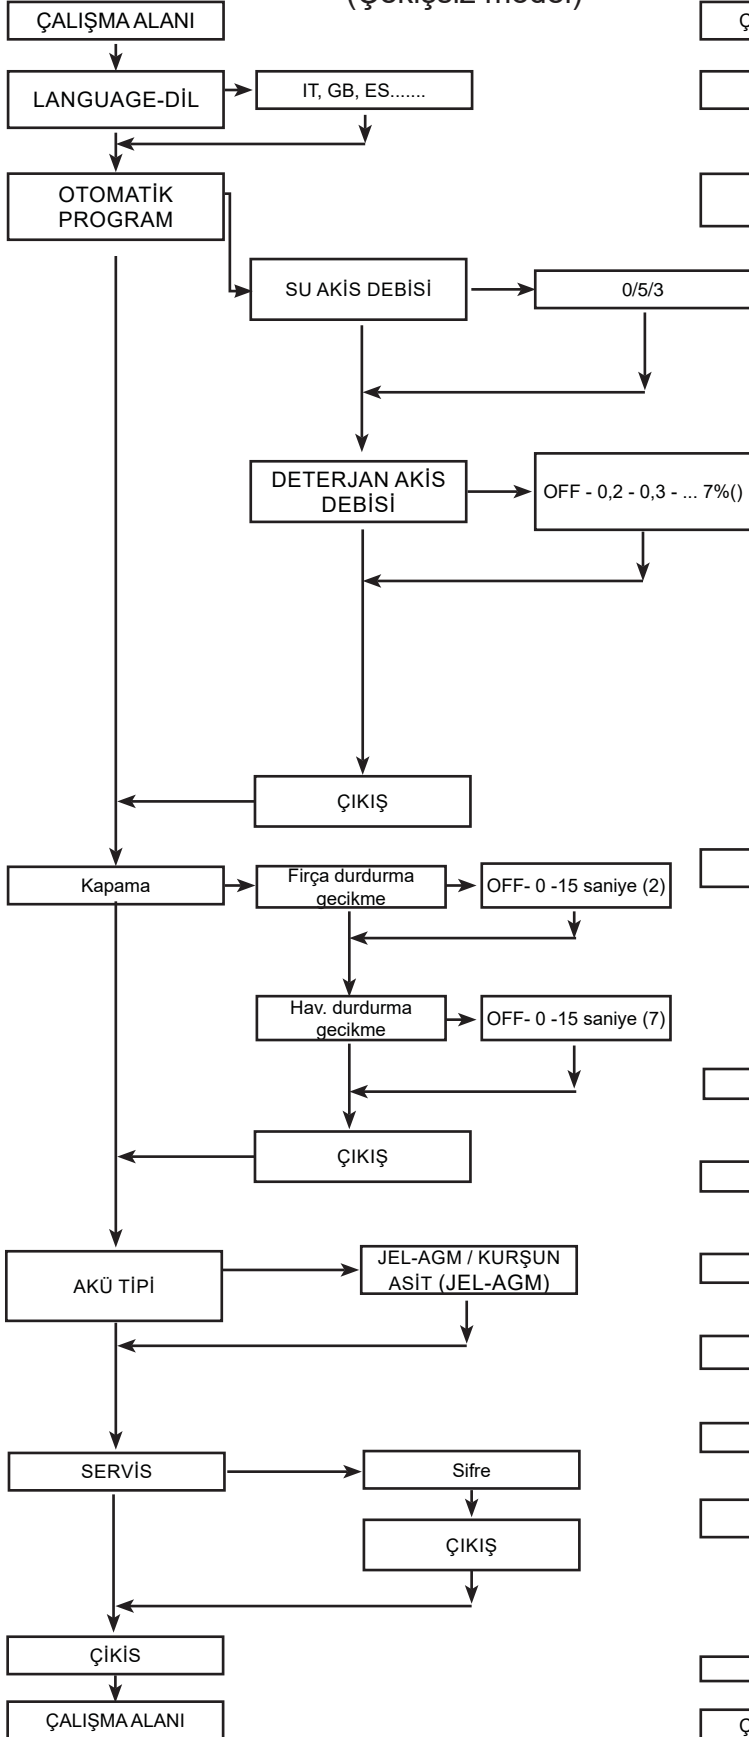 (Çekişsiz model)
ÇALIŞMA ALANI
LANGUAGE-DİL
IT, GB, ES.......
OTOMATİK
PROGRAM
SU AKİS DEBİSİ
0/5/3
DETERJAN AKİS
DEBİSİ
OFF - 0,2 - 0,3 - ... 7%()
ÇIKIŞ
Kapama
Firça durdurma
gecikme
OFF- 0 -15 saniye (2)
Hav. durdurma
gecikme
OFF- 0 -15 saniye (7)
ÇIKIŞ
AKÜ TİPİ
JEL-AGM / KURŞUN
ASİT (JEL-AGM)
SERVİS
Sifre
ÇIKIŞ
ÇİKİS
ÇALIŞMA ALANI